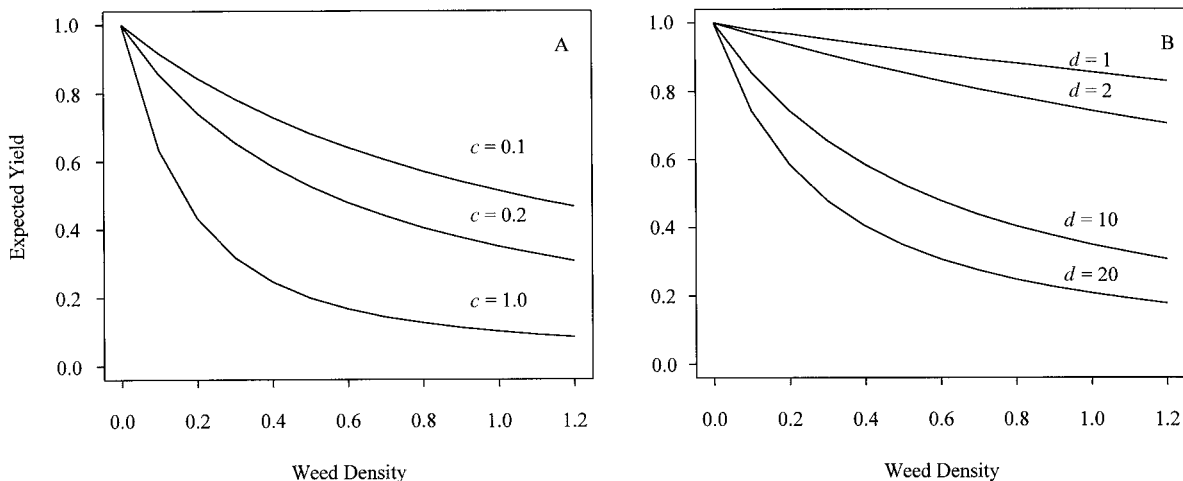 A
1.0
0.8
0.6
0.4
0.2
0.0
Expected Yield
c = 0.1
c = 0.2
c = 1.0
0.0 0.2 0.4 0.6 0.8 1.0 1.2
Weed Density
B
1.0
0.8
0.6
0.4
0.2
0.0
d = 1
d = 2
d = 10
d = 20
0.0 0.2 0.4 0.6 0.8 1.0 1.2
Weed Density